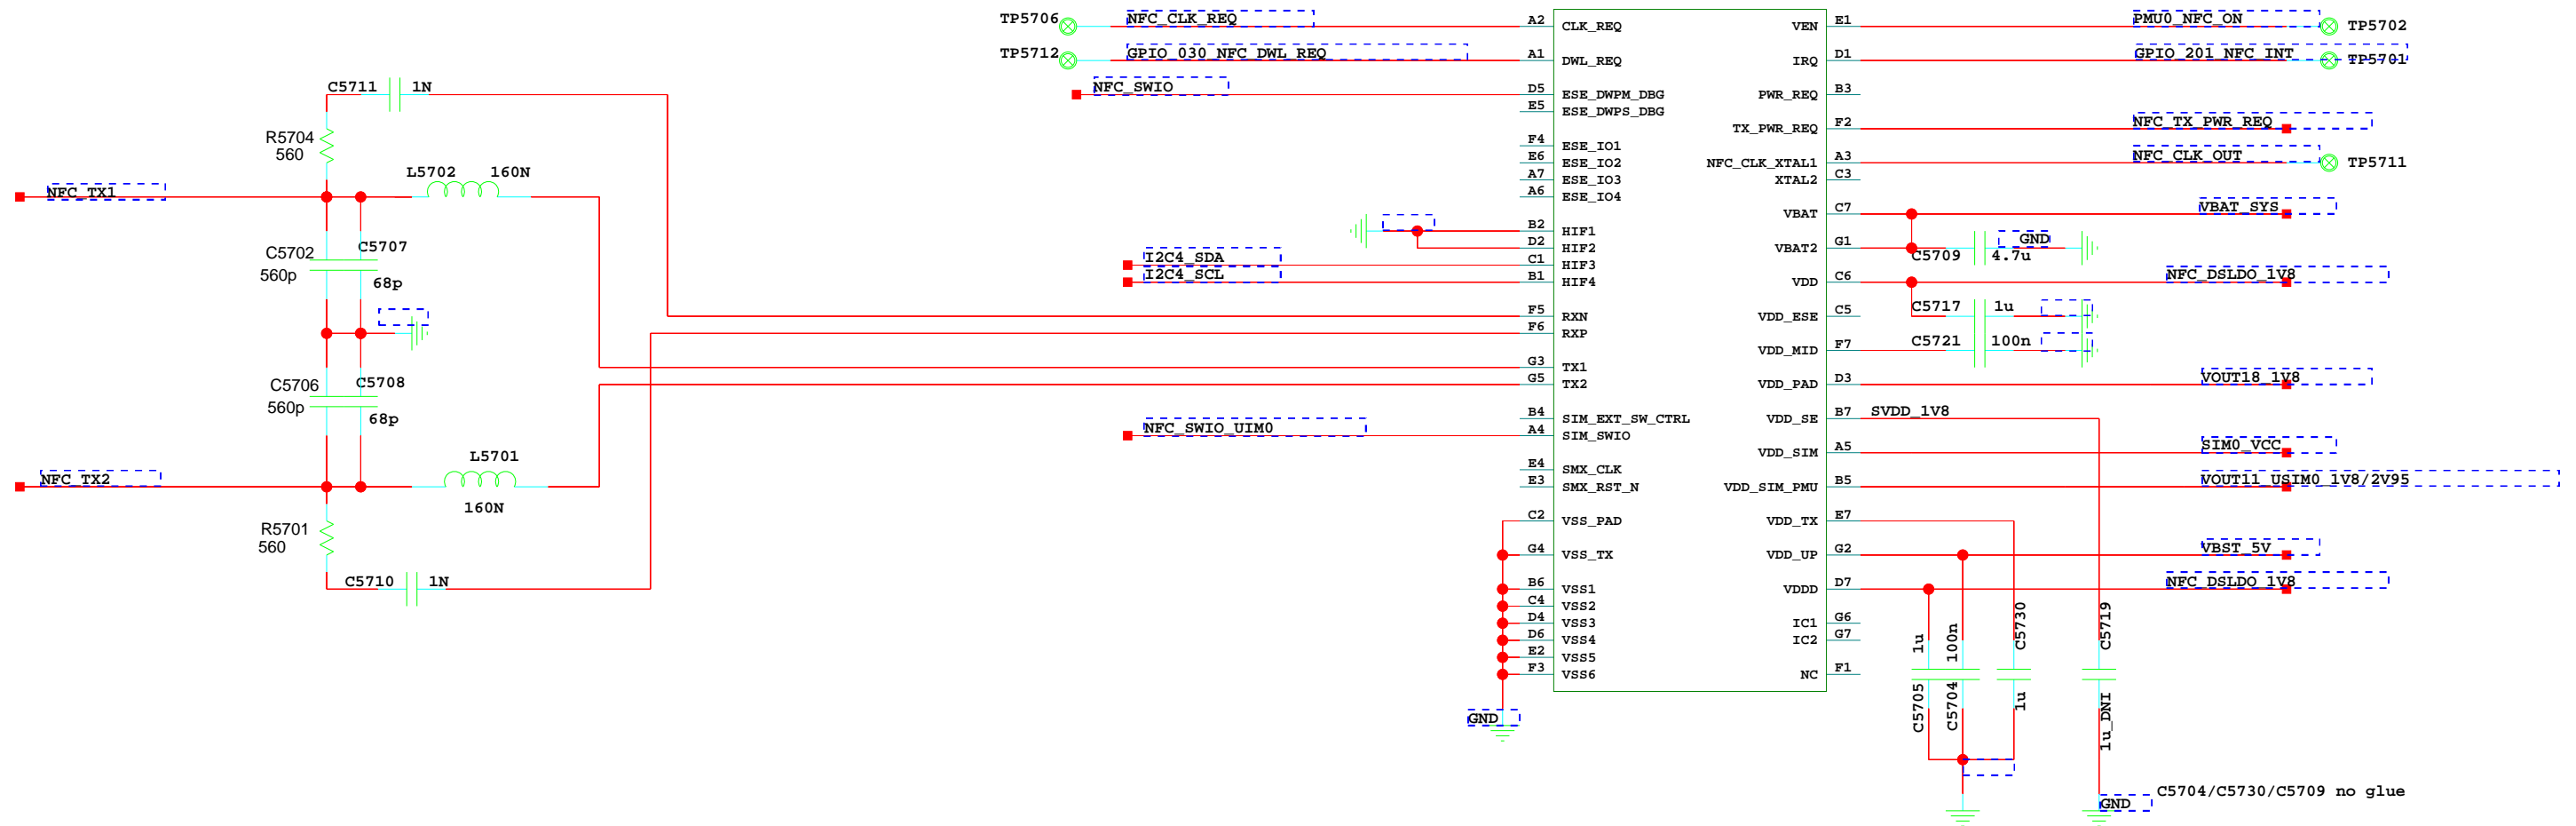 TP5706 NFC_CLK_REQ A2 CLK_REQ VEN E1 PMU0_NFC_ON TP5702
TP5712 GPIO_030_NFC_DWL_REQ A1 DWL_REQ IRQ D1 GPIO_201_NFC_INT TP5701
C5711 1N NFC_SWIO D5 ESE_DWPM_DBG PWR_REQ B3
E5 ESE_DWPS_DBG
R5704 TX_PWR_REQ F2 NFC_TX_PWR_REQ
560 F4 ESE_IO1
E6 ESE_IO2 NFC_CLK_XTAL1 A3 NFC_CLK_OUT TP5711
L5702 160N A7 ESE_IO3 XTAL2 C3
NFC_TX1 A6 ESE_IO4
VBAT C7 VBAT_SYS
B2 HIF1
C5702 C5707 D2 HIF2 VBAT2 G1 C5709 4.7u GND
560p 68p I2C4_SDA C1 HIF3
I2C4_SCL B1 HIF4 VDD C6 NFC_DSLDO_1V8
F5 RXN VDD_ESE C5 C5717 1u
F6 RXP
VDD_MID F7 C5721 100n
G3 TX1
C5706 C5708 G5 TX2 VDD_PAD D3 VOUT18_1V8
560p 68p
B4 SIM_EXT_SW_CTRL VDD_SE B7 SVDD_1V8
NFC_SWIO_UIM0 A4 SIM_SWIO
VDD_SIM A5 SIM0_VCC
L5701 E4 SMX_CLK
NFC_TX2 E3 SMX_RST_N VDD_SIM_PMU B5 VOUT11_USIM0_1V8/2V95
160N
R5701 C2 VSS_PAD VDD_TX E7
560
G4 VSS_TX VDD_UP G2 VBST_5V
C5710 1N B6 VSS1 VDDD D7 NFC_DSLDO_1V8
C4 VSS2
D4 VSS3 IC1 G6
D6 VSS4 IC2 G7
E2 VSS5
F3 VSS6 NC F1
1u 100n C5730 C5719
C5705 C5704 1u 1u_DNI
GND
C5704/C5730/C5709 no glue
GND